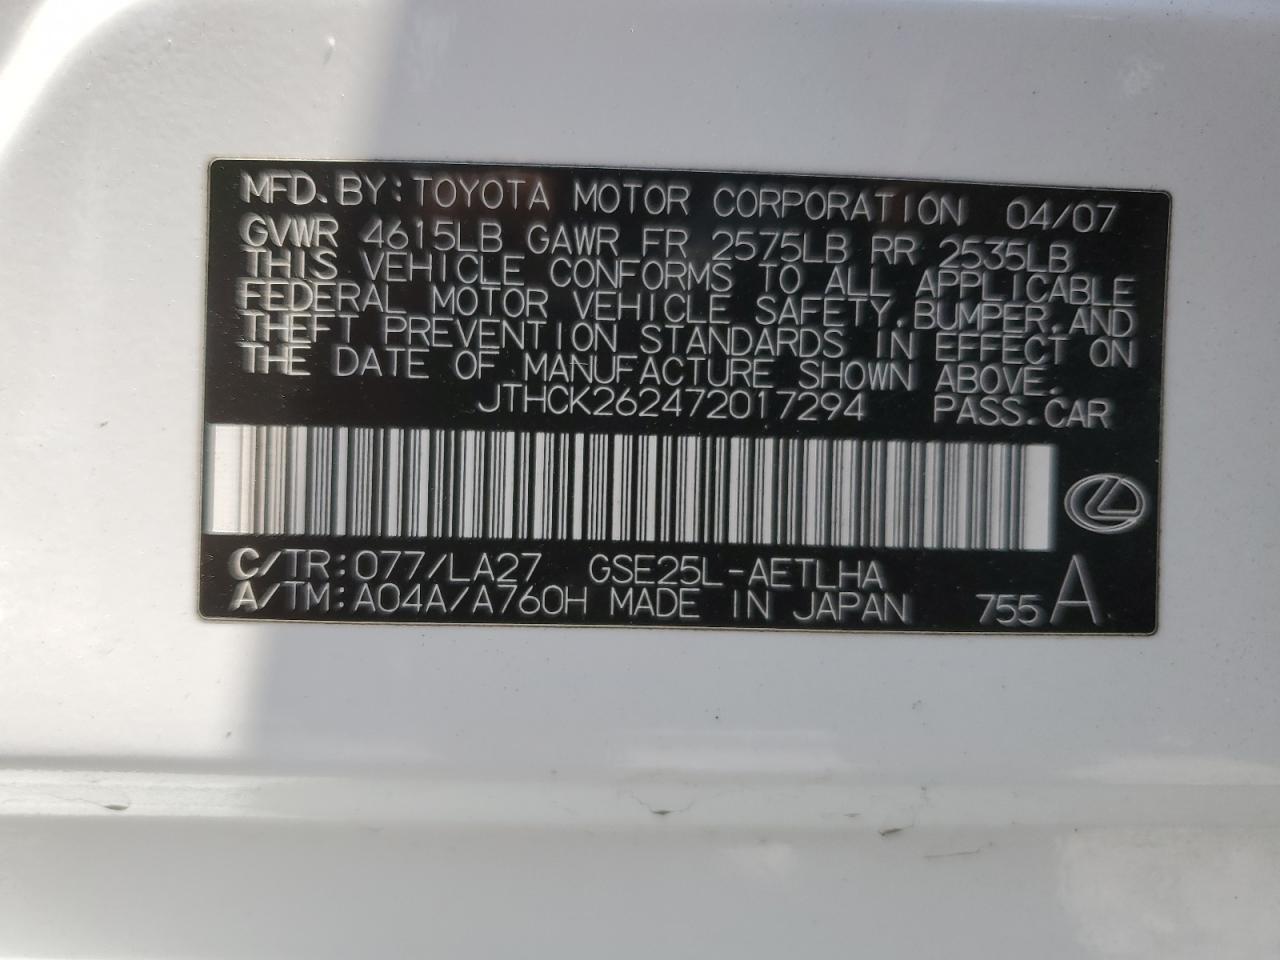 MFD.BY:TOYOTA MOTOR CORPORATION 04/07
GVWR 4615LB GAWR FR 2575LB RR 2535LB
THIS VEHICLE CONFORMS TO ALL APPLICABLE
FEDERAL MOTOR VEHICLE SAFETY,BUMPER,AND
THEFT PREVENTION STANDARDS IN EFFECT ON
THE DATE OF MANUFACTURE SHOWN ABOVE.
JTHCK262472017294 PASS.CAR
C/TR:077/LA27 GSE25L-AETLHA
A/TM:A04A/A760H MADE IN JAPAN 755 A